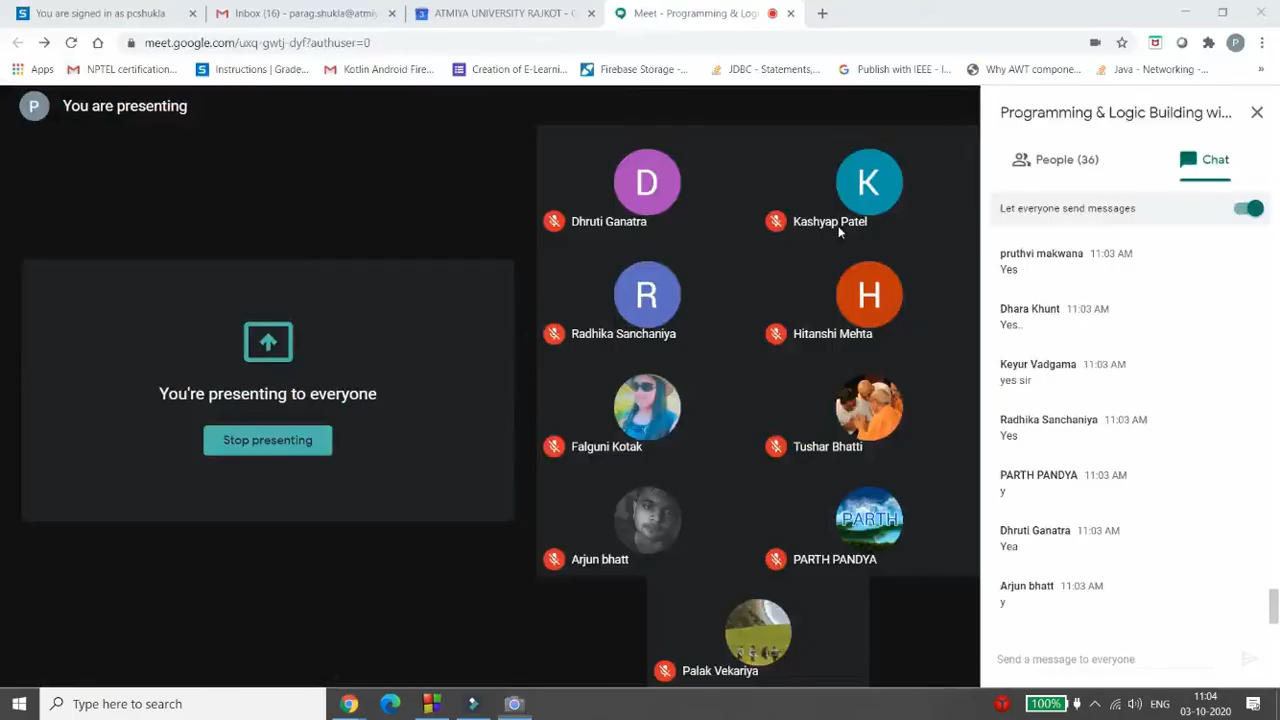 You are signed in as pcshukla
Inbox (16) - parag.shukla@atmiy
ATMIYA UNIVERSITY RAJKOT - C
Meet - Programming & Logi
meet.google.com/uxq-gwtj-dyf?authuser=0
P
Apps
NPTEL certification...
Instructions | Grade...
Kotlin Android Fire...
Creation of E-Learni...
Firebase Storage -...
JDBC - Statements,...
Publish with IEEE - I...
Why AWT compone...
Java - Networking -...
»
P
You are presenting
You're presenting to everyone
Stop presenting
D
Dhruti Ganatra
K
Kashyap Patel
R
Radhika Sanchaniya
H
Hitanshi Mehta
Falguni Kotak
Tushar Bhatti
Arjun bhatt
PARTH
PARTH PANDYA
Palak Vekariya
Programming & Logic Building wi...
People (36)
Chat
Let everyone send messages
pruthvi makwana 11:03 AM
Yes
Dhara Khunt 11:03 AM
Yes..
Keyur Vadgama 11:03 AM
yes sir
Radhika Sanchaniya 11:03 AM
Yes
PARTH PANDYA 11:03 AM
y
Dhruti Ganatra 11:03 AM
Yea
Arjun bhatt 11:03 AM
y
Send a message to everyone
Type here to search
100%
ENG
11:04
03-10-2020